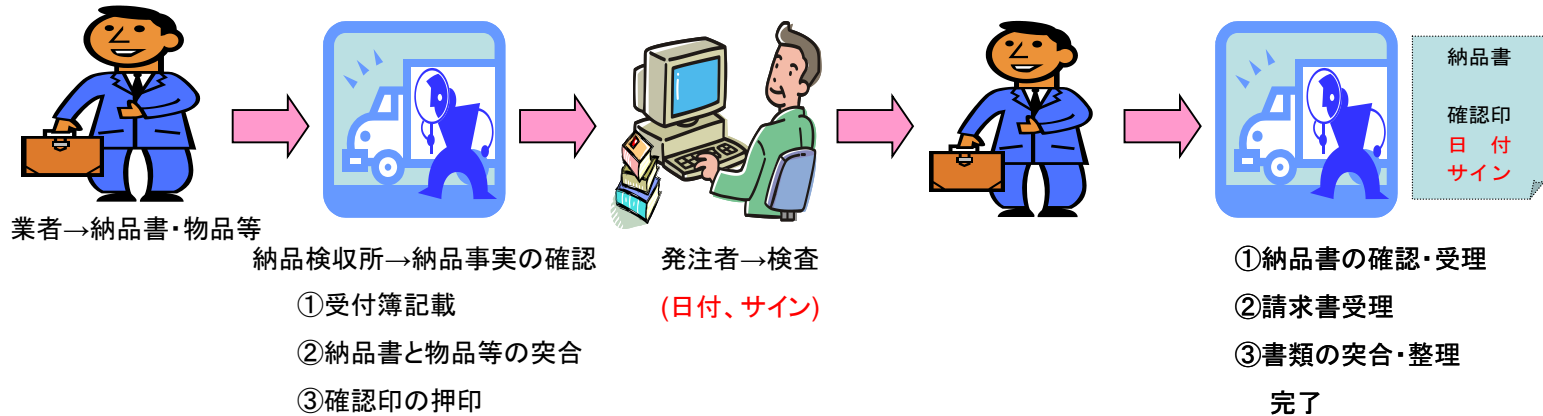 業者→納品書・物品等
納品検収所→納品事実の確認
①受付簿記載
②納品書と物品等の突合
③確認印の押印
発注者→検査
(日付、サイン)
納品書
確認印
日　付
サイン
①納品書の確認・受理
②請求書受理
③書類の突合・整理
完了